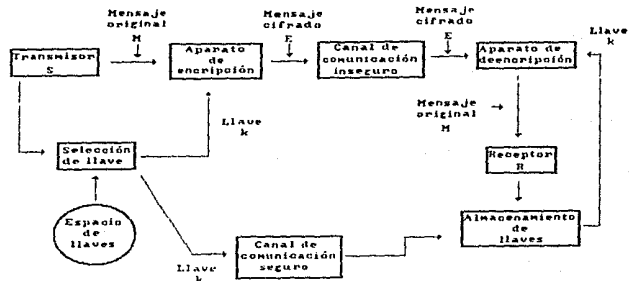 Mensaje
original
M
Mensaje
cifrado
E
Mensaje
cifrado
E
Llave
k
Transmisor
S
Aparato
de
encripción
Canal de
comunicación
inseguro
Aparato de
deencripción
Llave
k
Mensaje
original
M
Selección
de llave
Receptor
R
Espacio
de
llaves
Llave
k
Canal de
comunicación
seguro
Almacenamiento
de
llaves